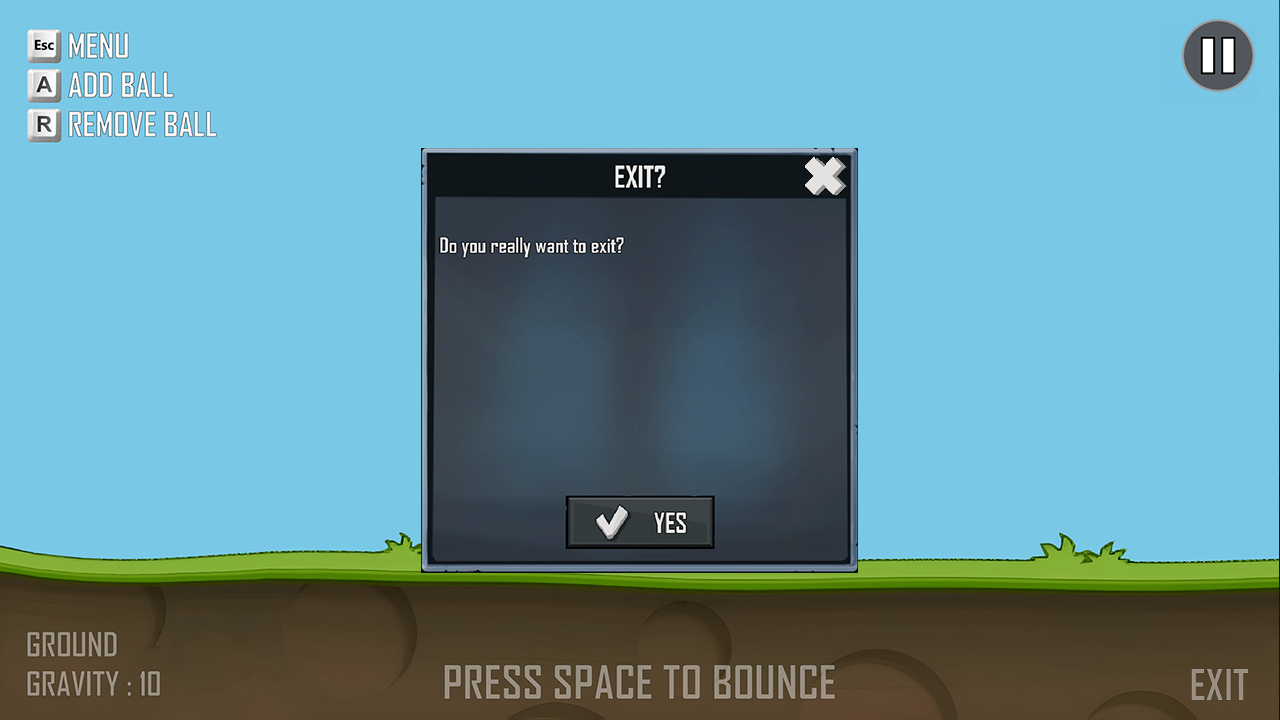 Esc MENU
A ADD BALL
R REMOVE BALL
EXIT?
Do you really want to exit?
YES
GROUND
GRAVITY : 10
PRESS SPACE TO BOUNCE
EXIT